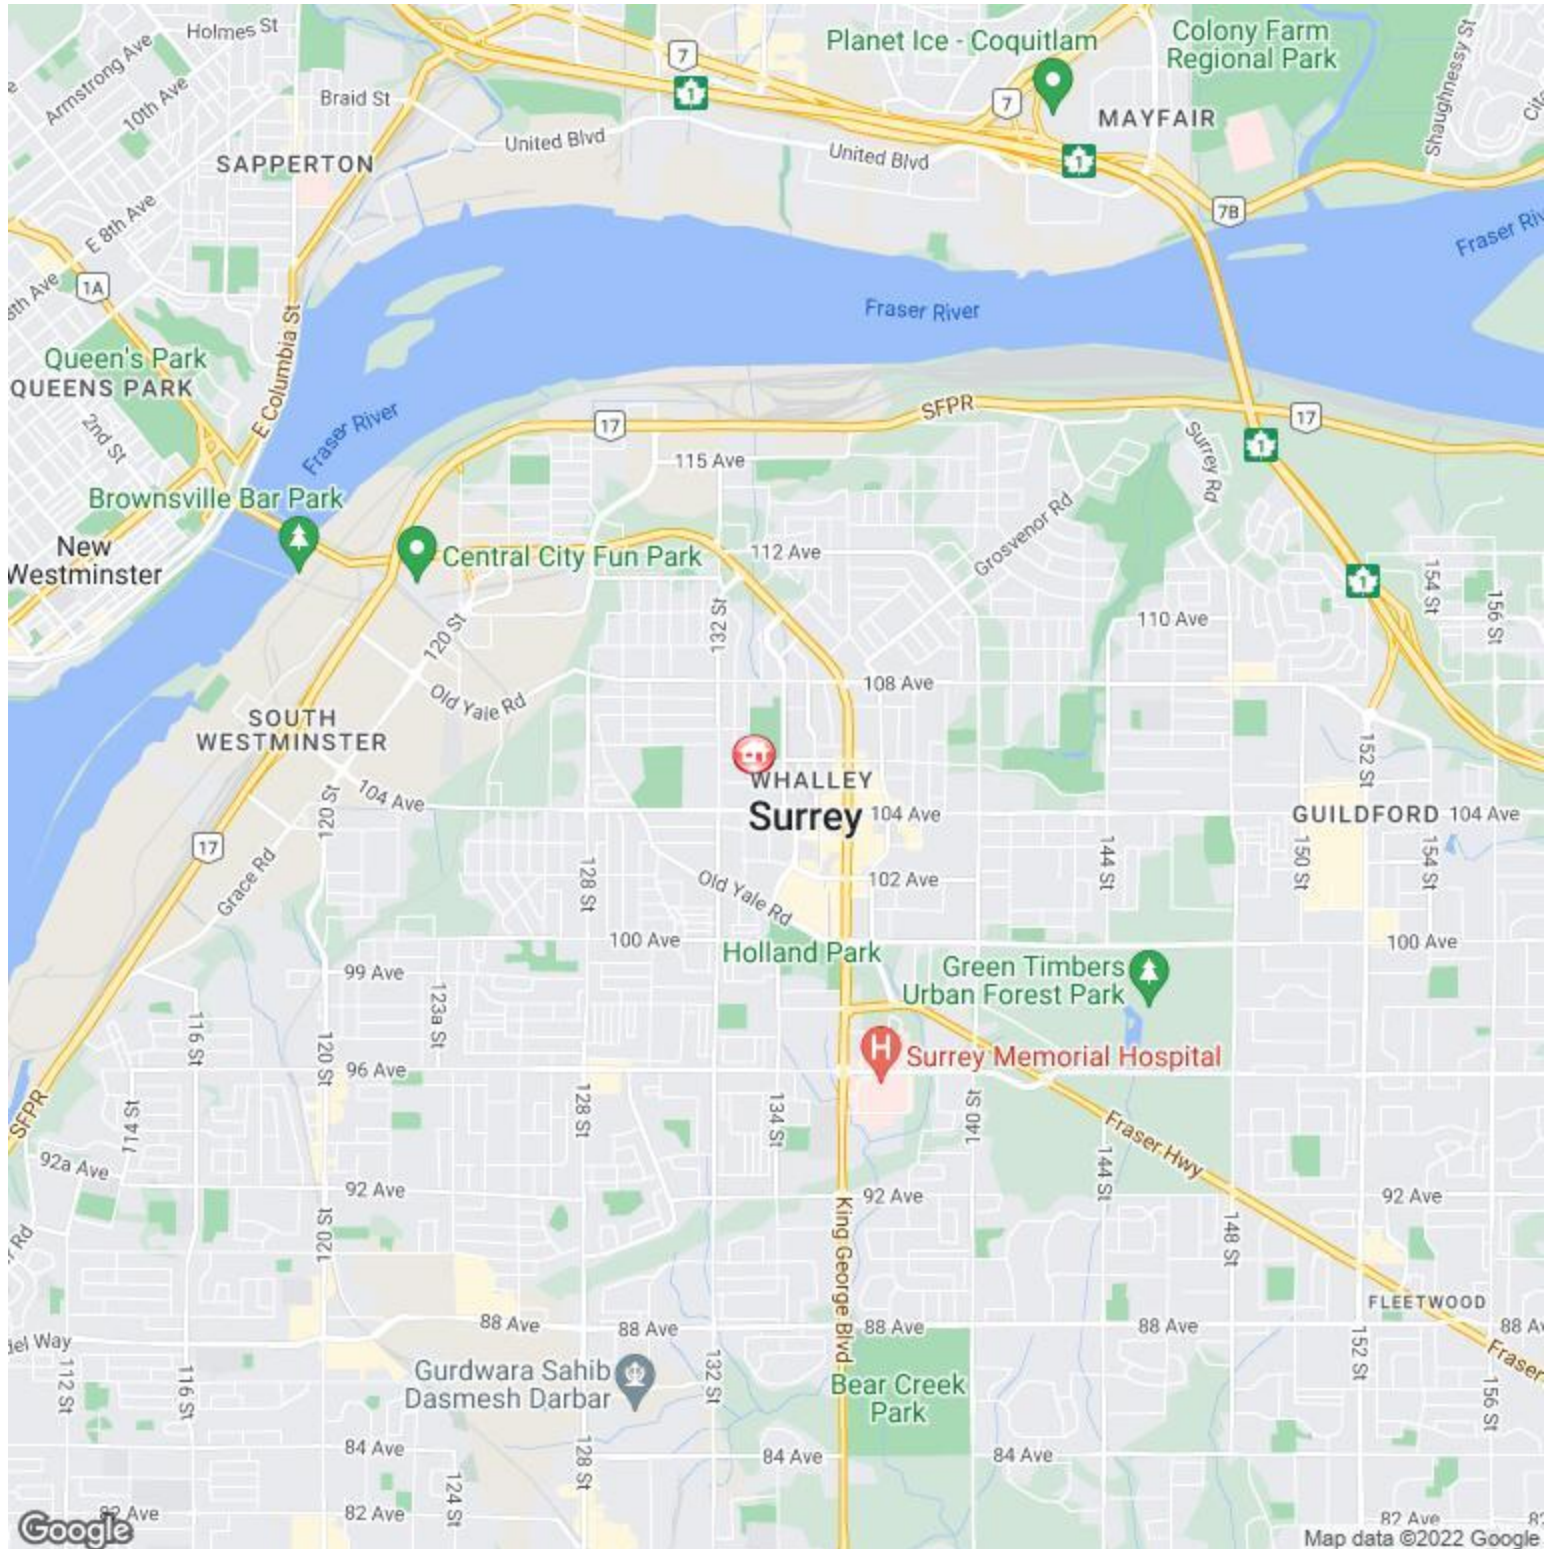 Holmes St
Planet Ice - Coquitlam
Colony Farm
Regional Park
Armstrong Ave
7
1
10th Ave
Braid St
7
MAYFAIR
Shaughnessy St
SAPPERTON
United Blvd
United Blvd
1
E 8th Ave
7B
Fraser
1A
Fraser River
Queen's Park
QUEENS PARK
E Columbia St
2nd St
Fraser River
17
SFPR
17
1
115 Ave
Surrey Rd
Brownsville Bar Park
Grosvenor Rd
New
Westminster
Central City Fun Park
112 Ave
1
154 St
156 St
120 St
132 St
110 Ave
108 Ave
Old Yale Rd
SOUTH
WESTMINSTER
152 St
WHALLEY
Surrey
104 Ave
120 St
104 Ave
GUILDFORD
104 Ave
17
Grace Rd
128 St
Old Yale Rd
102 Ave
144 St
150 St
154 St
100 Ave
Holland Park
100 Ave
99 Ave
Green Timbers
Urban Forest Park
123a St
116 St
120 St
96 Ave
H
Surrey Memorial Hospital
SFPR
114 St
128 St
134 St
140 St
Fraser Hwy
92a Ave
92 Ave
144 St
92 Ave
92 Ave
Rd
120 St
King George Blvd
148 St
FLEETWOOD
88 Ave
88 Ave
88 Ave
88 Ave
88
Way
Fraser
112 St
116 St
Gurdwara Sahib
Dasmesh Darbar
132 St
Bear Creek
Park
152 St
156 St
84 Ave
128 St
84 Ave
84 Ave
124 St
82 Ave
82 Ave
82 Ave
Google
Map data ©2022 Google